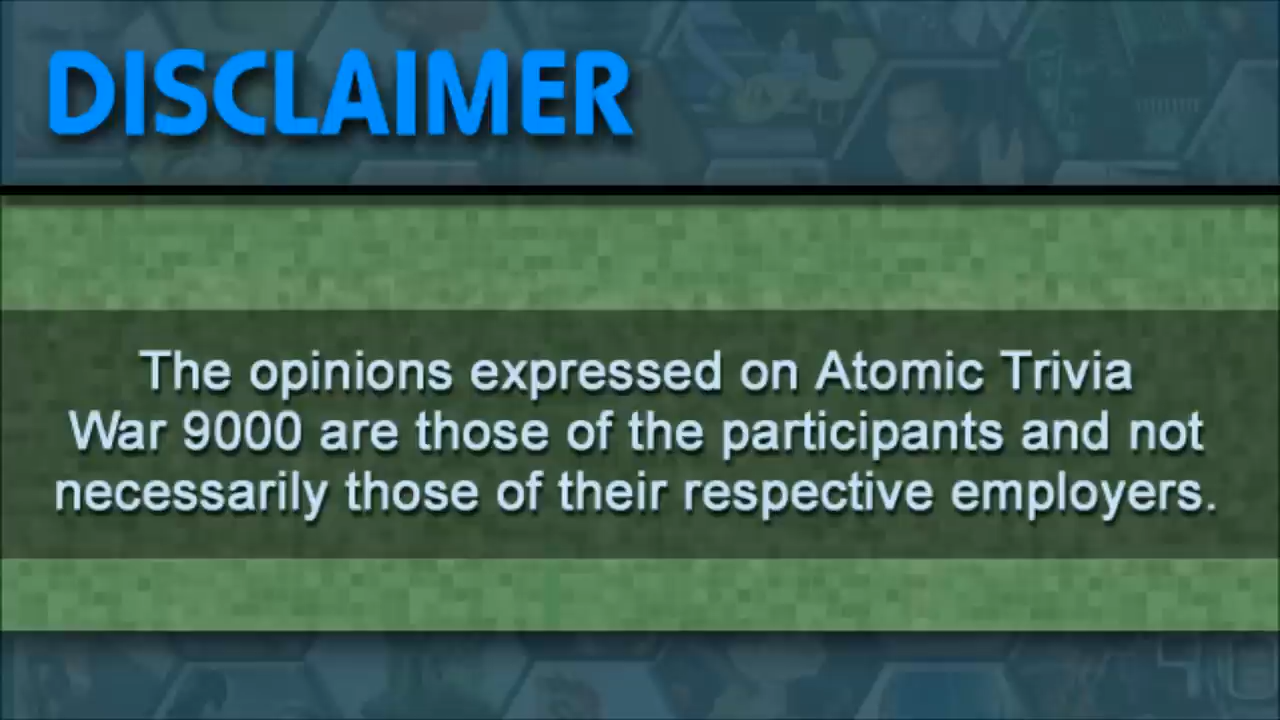 DISCLAIMER
The opinions expressed on Atomic Trivia
War 9000 are those of the participants and not
necessarily those of their respective employers.